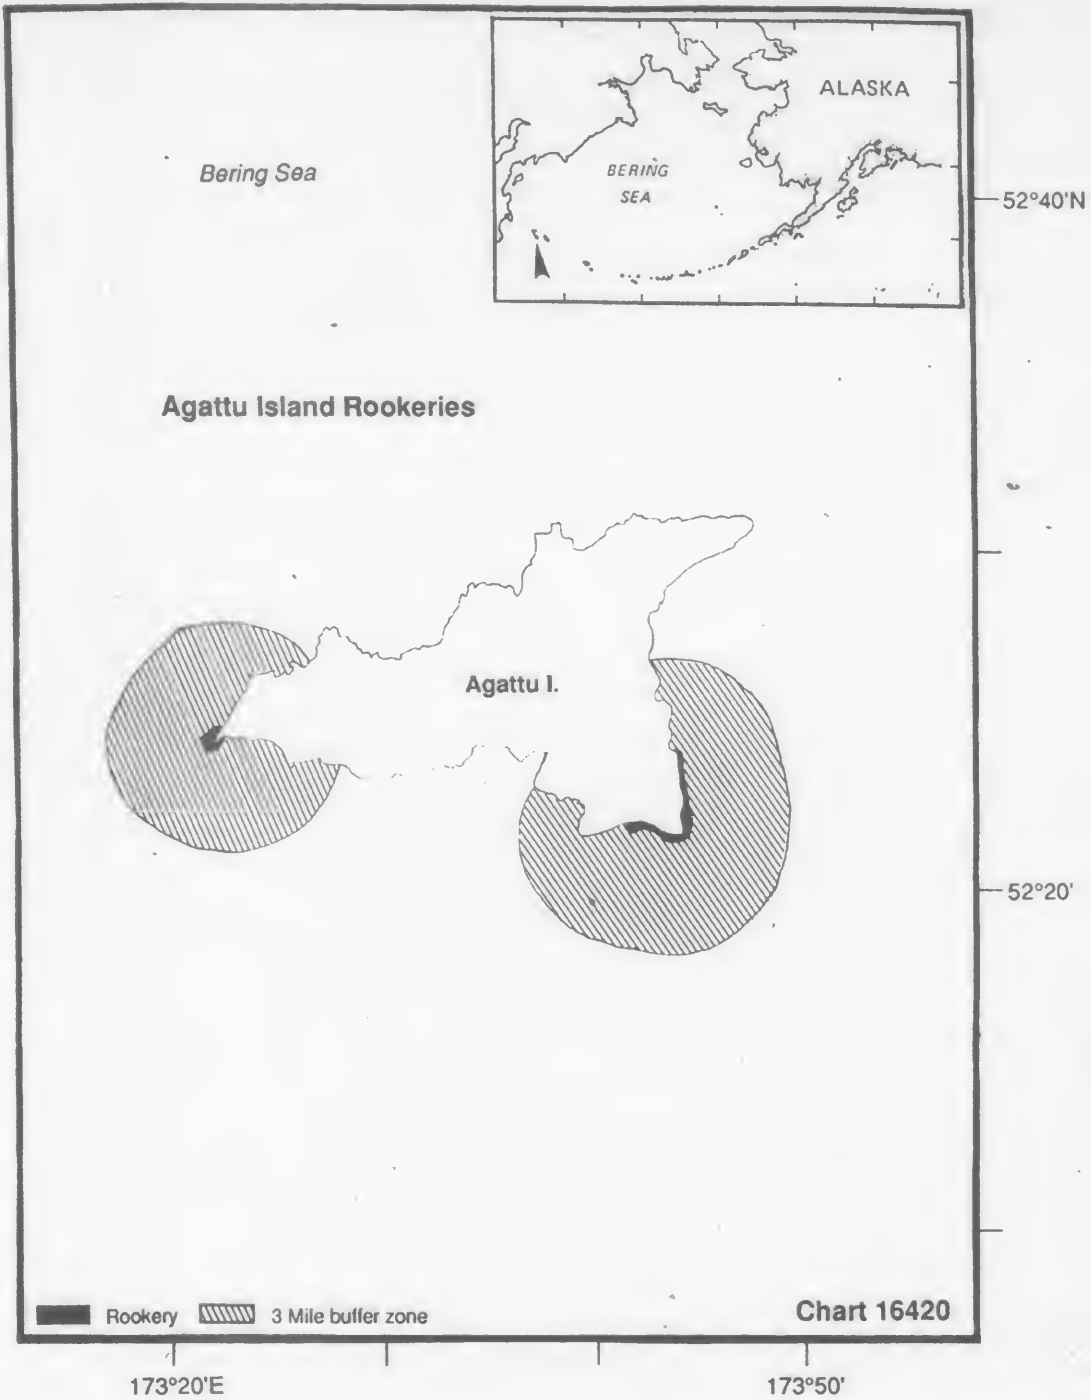 ALASKA
Bering Sea
BERING
SEA
52°40'N
Agattu Island Rookeries
Agattu I.
52°20'
Rookery
3 Mile buffer zone
Chart 16420
173°20'E
173°50'